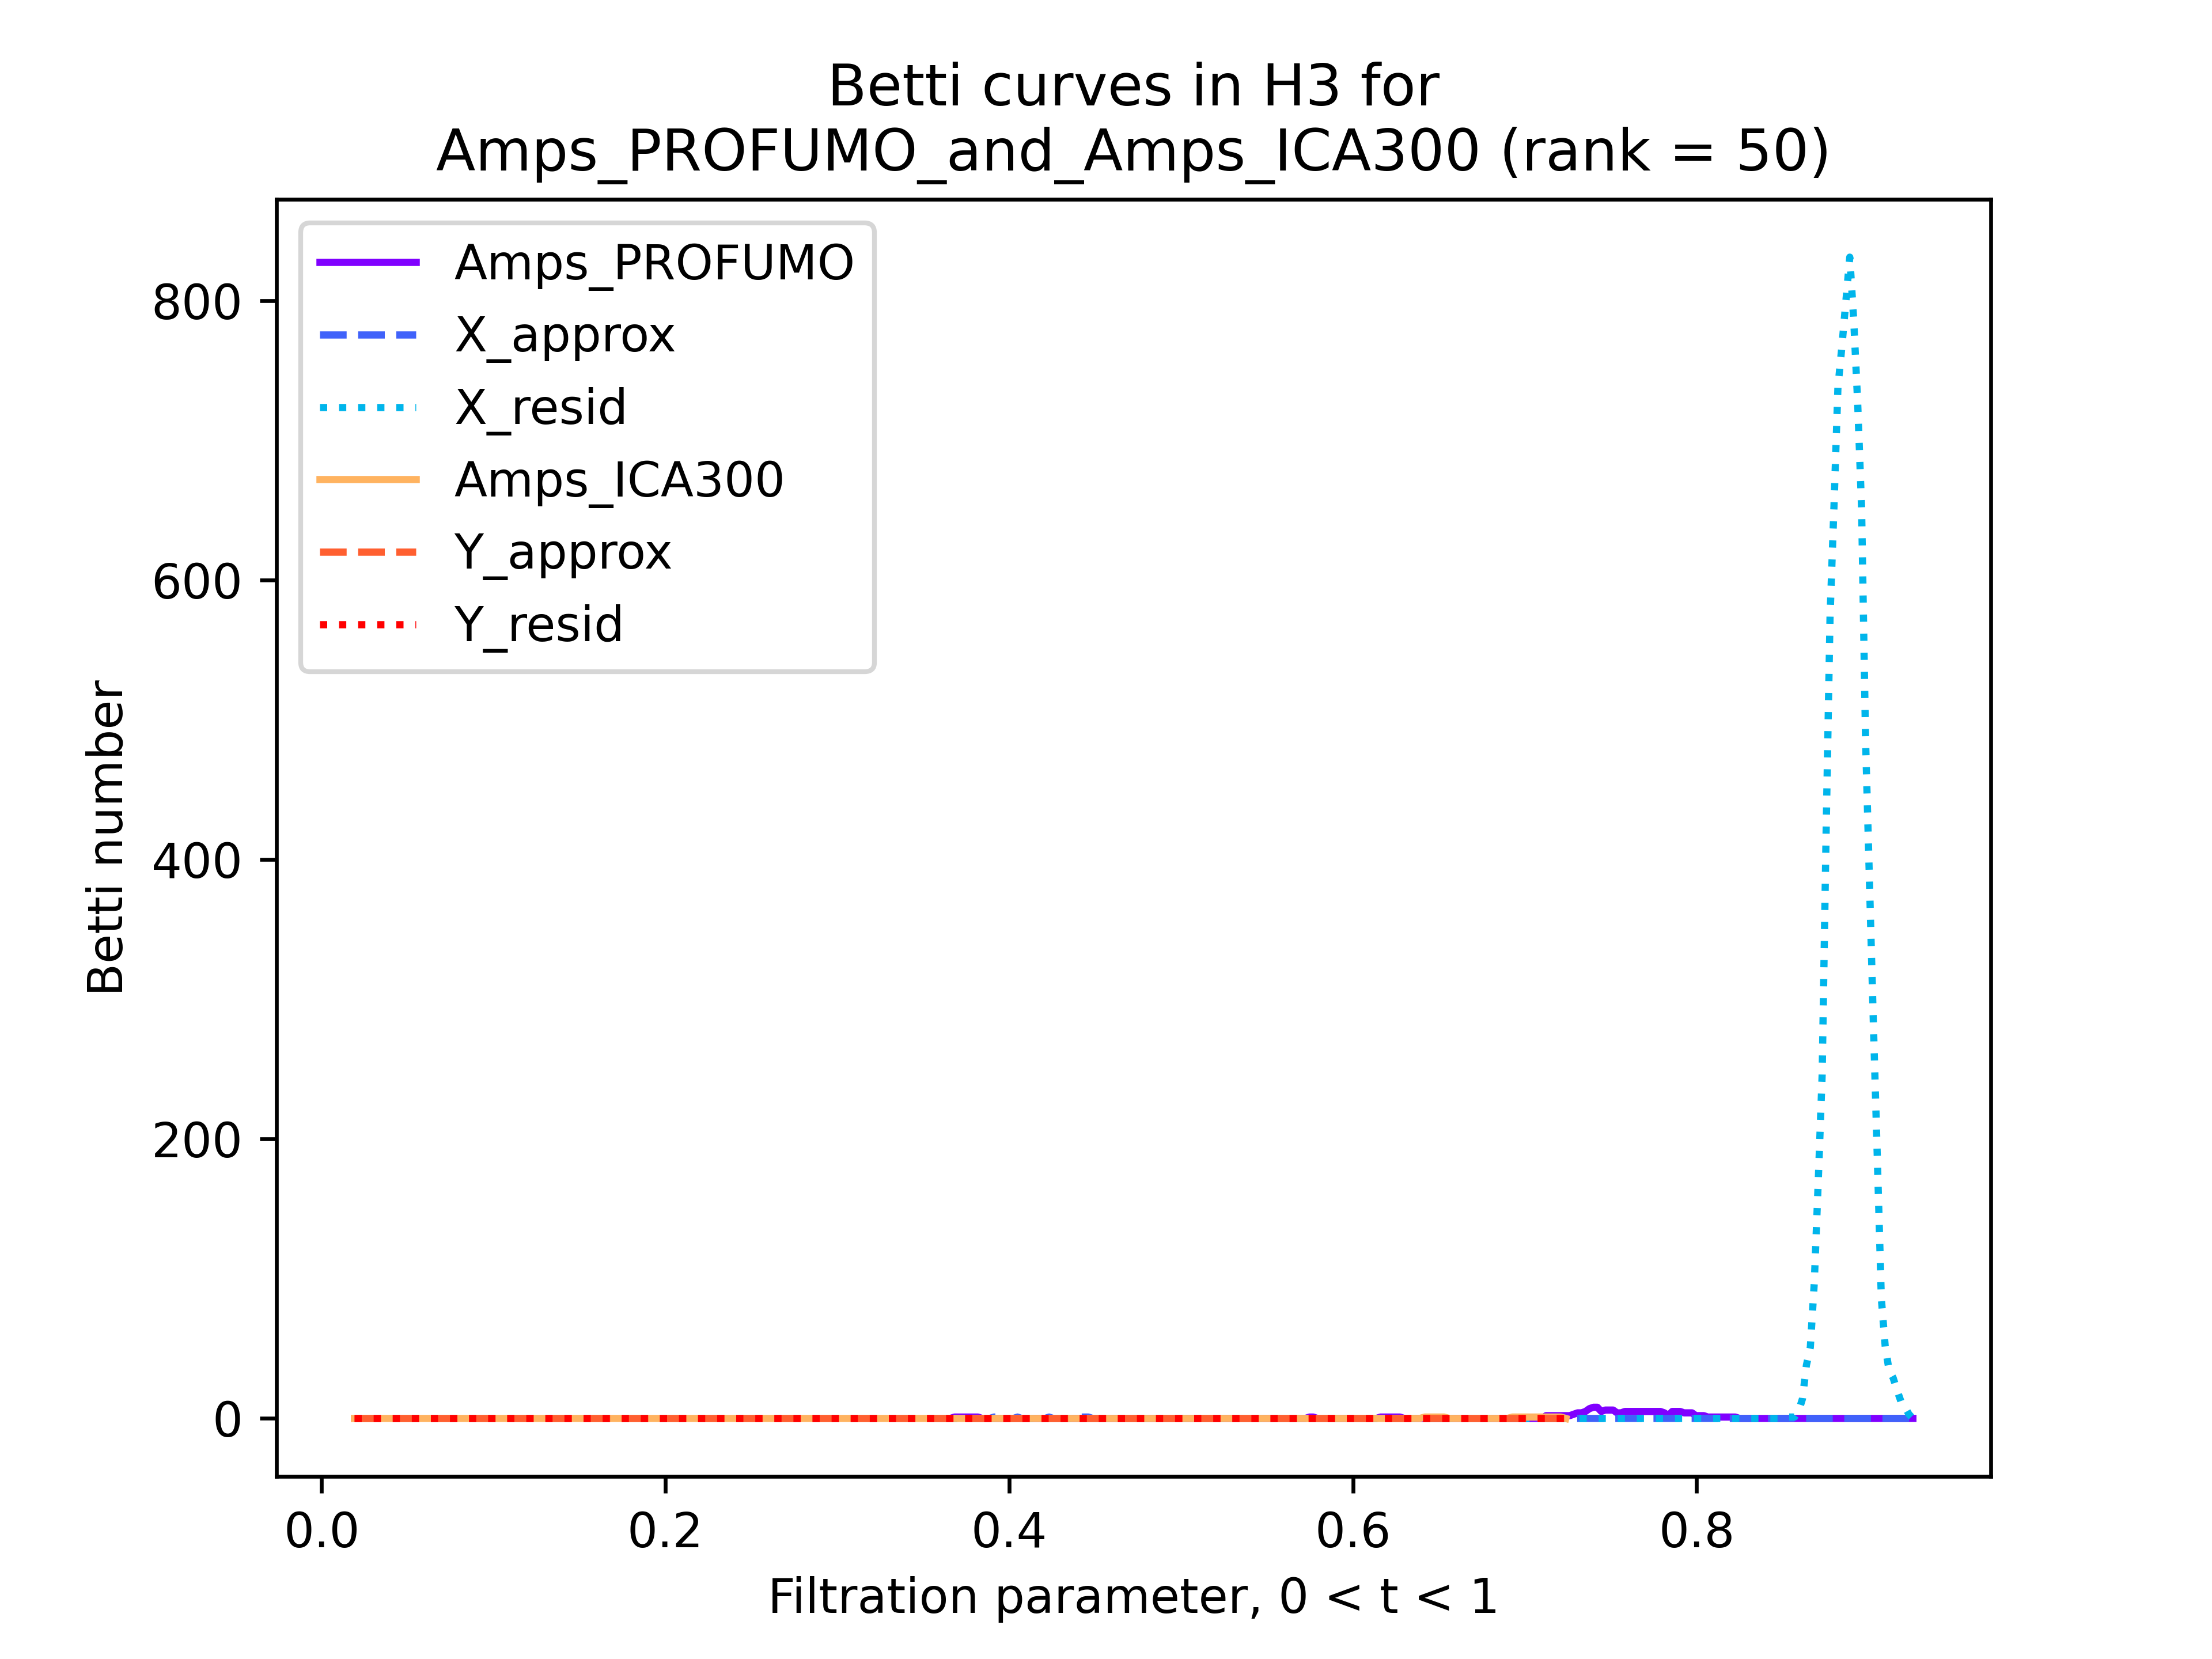 Betti curves in H3 for
Amps_PROFUMO_and_Amps_ICA300 (rank = 50)
Amps_PROFUMO
X_approx
X_resid
Amps_ICA300
Y_approx
Y_resid
Betti number
800
600
400
200
0
0.0 0.2 0.4 0.6 0.8
Filtration parameter, 0 < t < 1